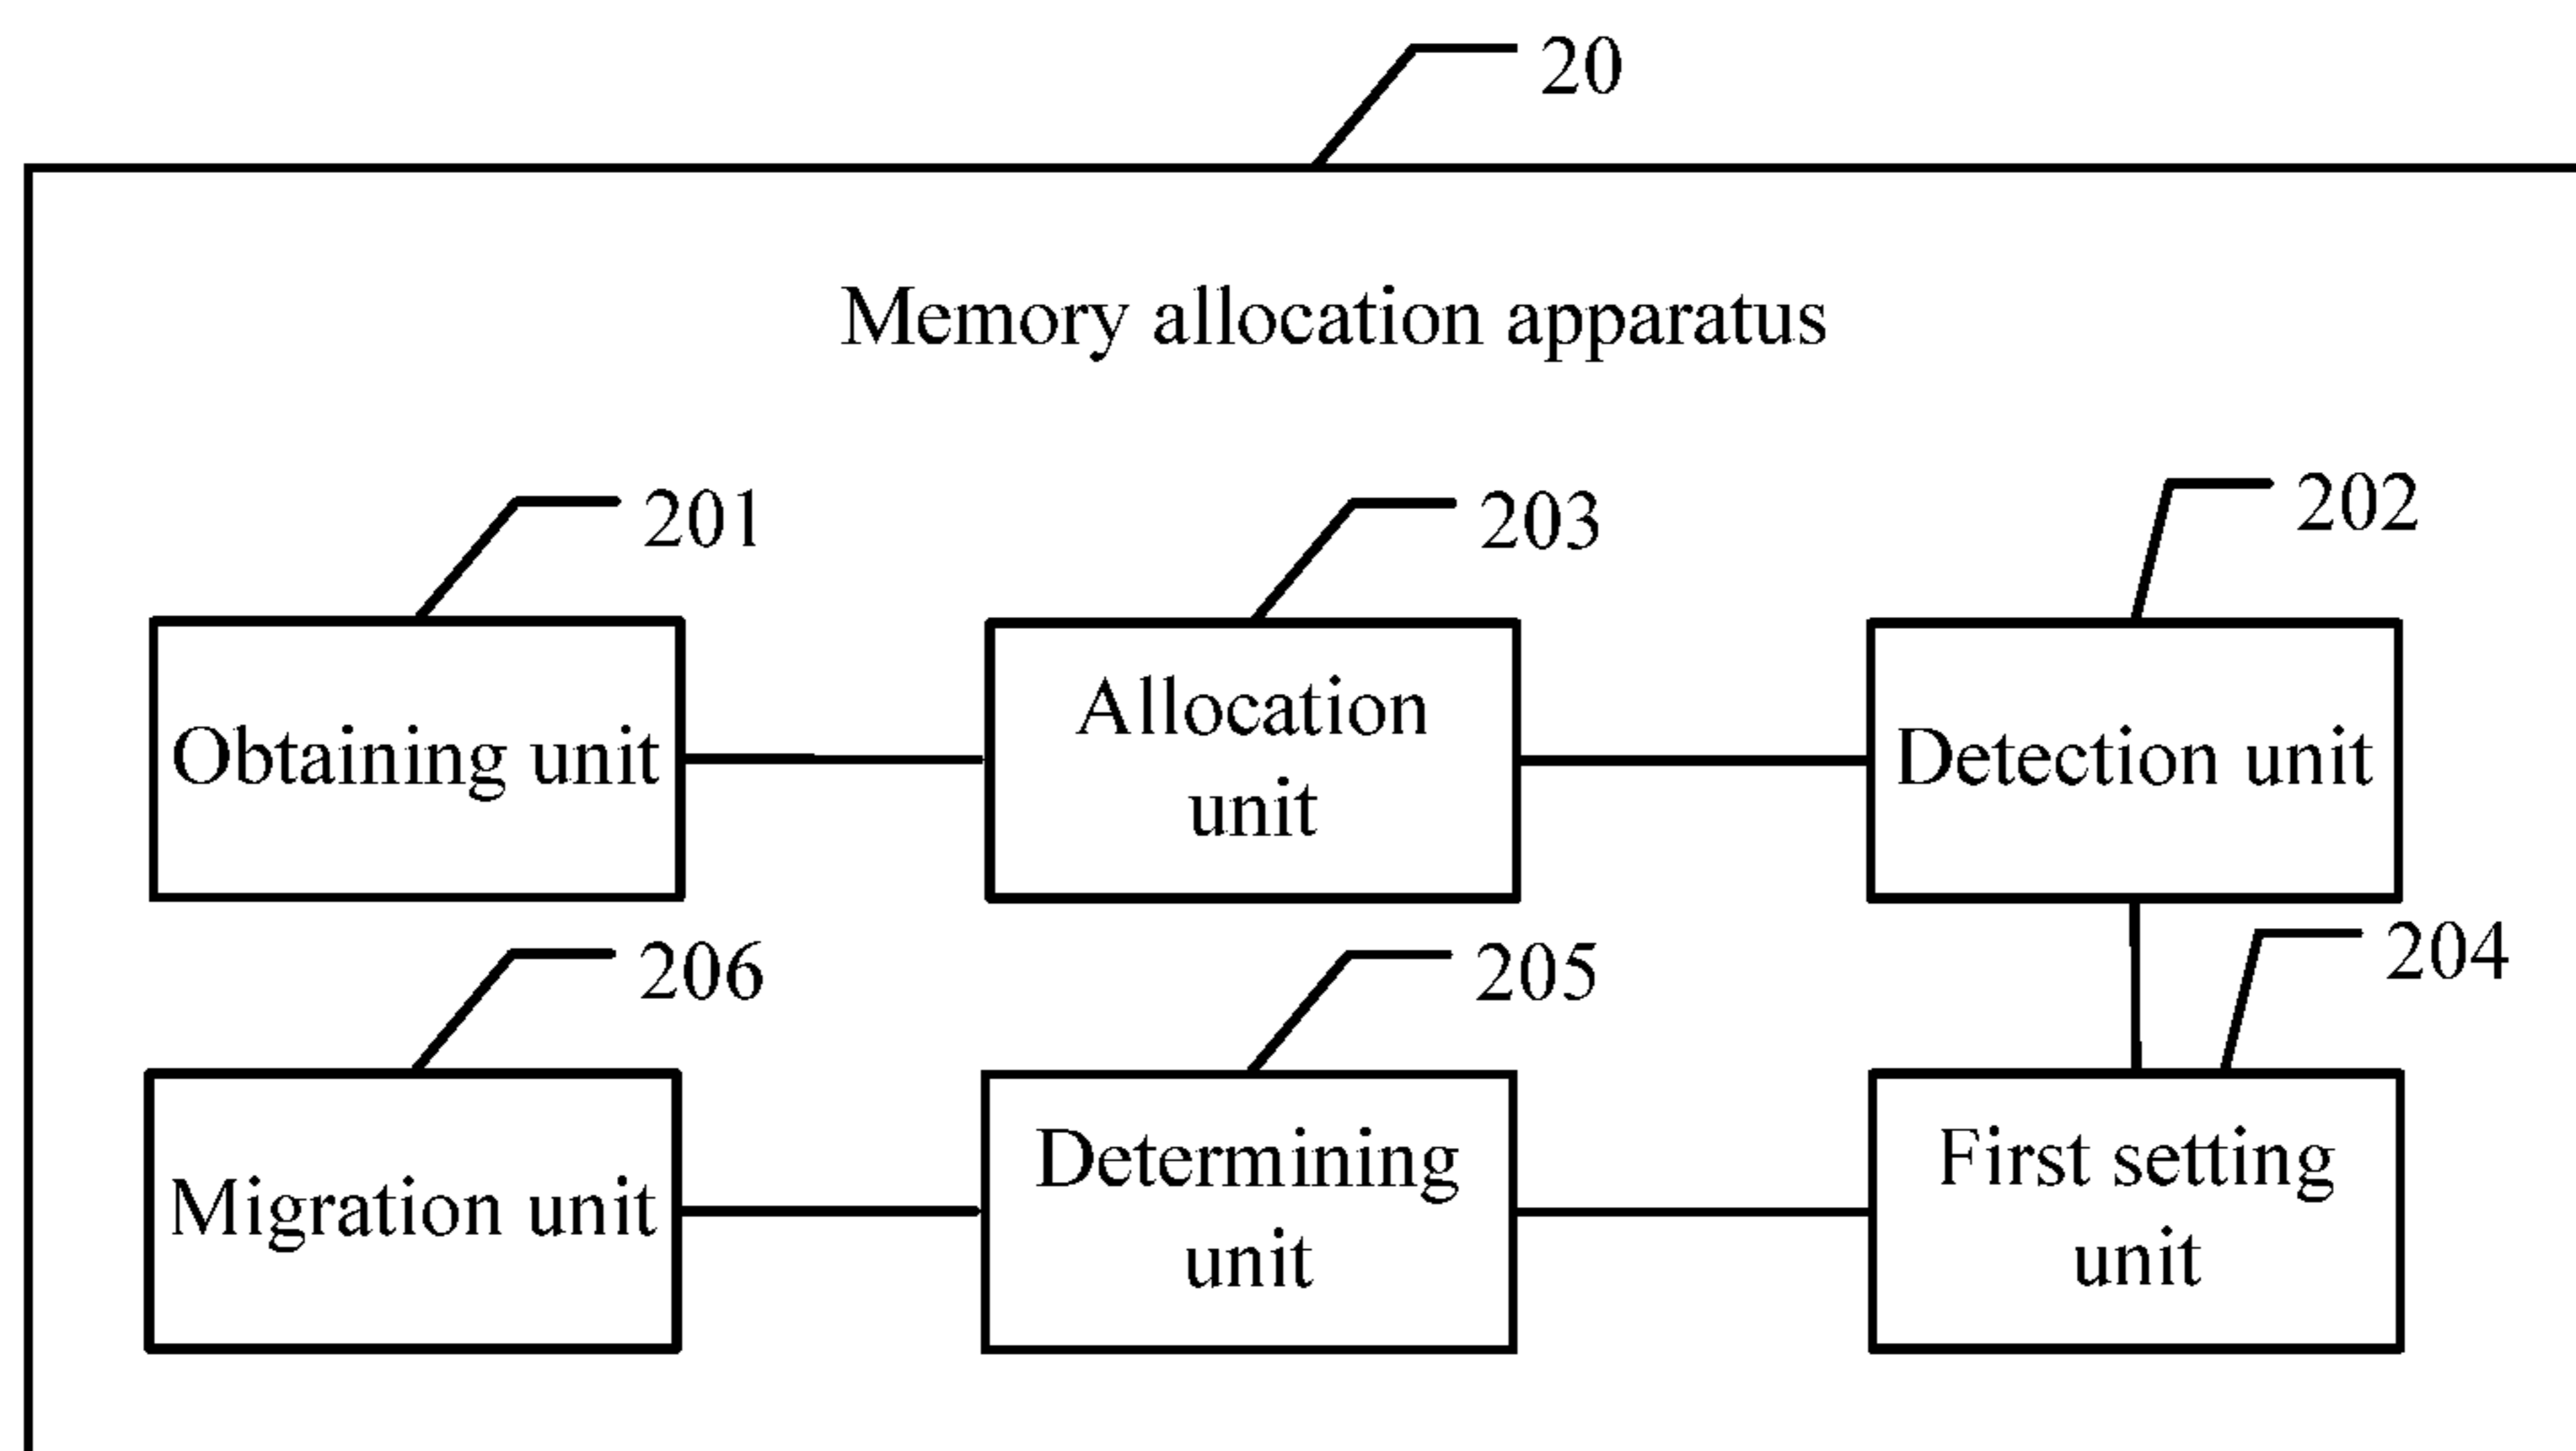 20
Memory allocation apparatus
201
203
202
Obtaining unit
Allocation
unit
Detection unit
206
205
204
Migration unit
Determining
unit
First setting
unit